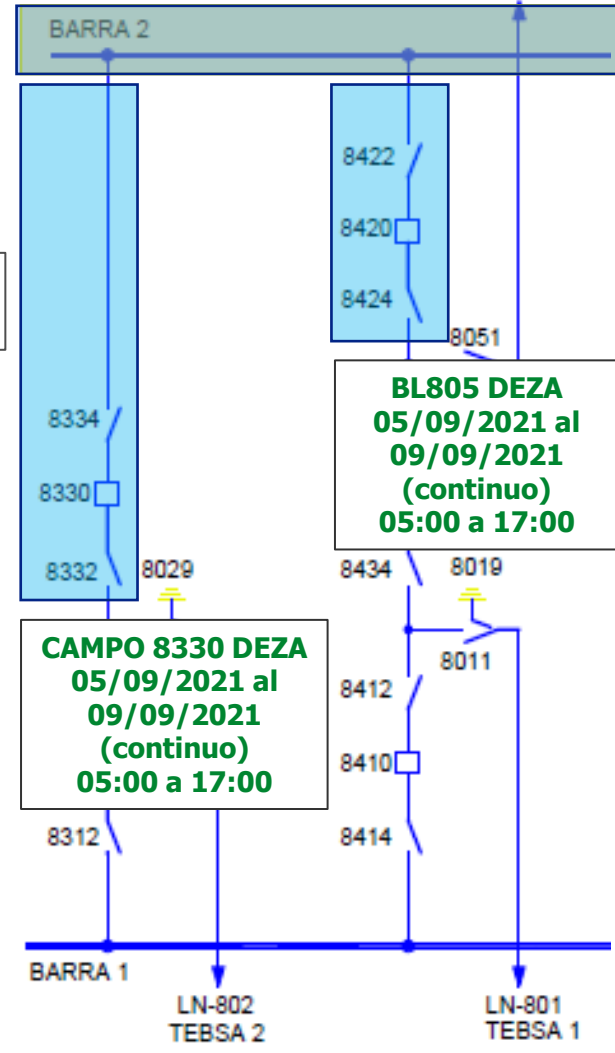 BARRA 2
8422
8420
8424
8051
BL805 DEZA
05/09/2021 al
09/09/2021
(continuo)
05:00 a 17:00
8334
8330
8332
8029
8434
8019
8011
CAMPO 8330 DEZA
05/09/2021 al
09/09/2021
(continuo)
05:00 a 17:00
8412
8410
8312
8414
BARRA 1
LN-802
TEBSA 2
LN-801
TEBSA 1